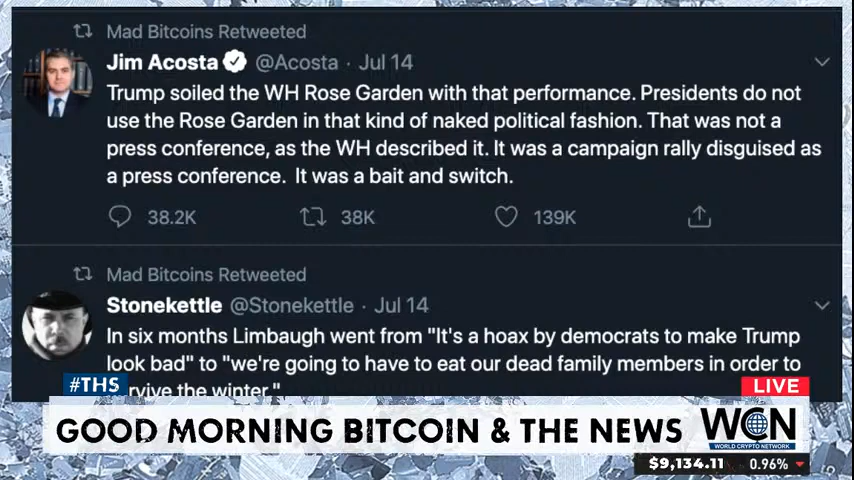 Mad Bitcoins Retweeted
Jim Acosta @Acosta · Jul 14
Trump soiled the WH Rose Garden with that performance. Presidents do not
use the Rose Garden in that kind of naked political fashion. That was not a
press conference, as the WH described it. It was a campaign rally disguised as
a press conference.  It was a bait and switch.
38.2K 38K 139K
Mad Bitcoins Retweeted
Stonekettle @Stonekettle · Jul 14
In six months Limbaugh went from "It's a hoax by democrats to make Trump
look bad" to "we're going to have to eat our dead family members in order to
rvive the winter."
#THS
LIVE
GOOD MORNING BITCOIN & THE NEWS
WCN
WORLD CRYPTO NETWORK
$9,134.11 0.96%